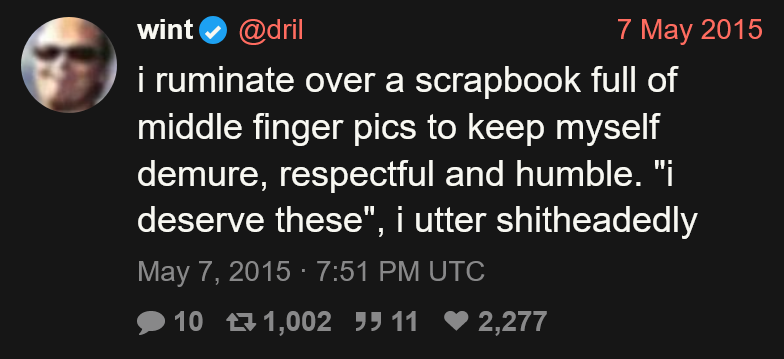 wint @dril 7 May 2015
i ruminate over a scrapbook full of
middle finger pics to keep myself
demure, respectful and humble. "i
deserve these", i utter shitheadedly
May 7, 2015 · 7:51 PM UTC
10 1,002 11 2,277